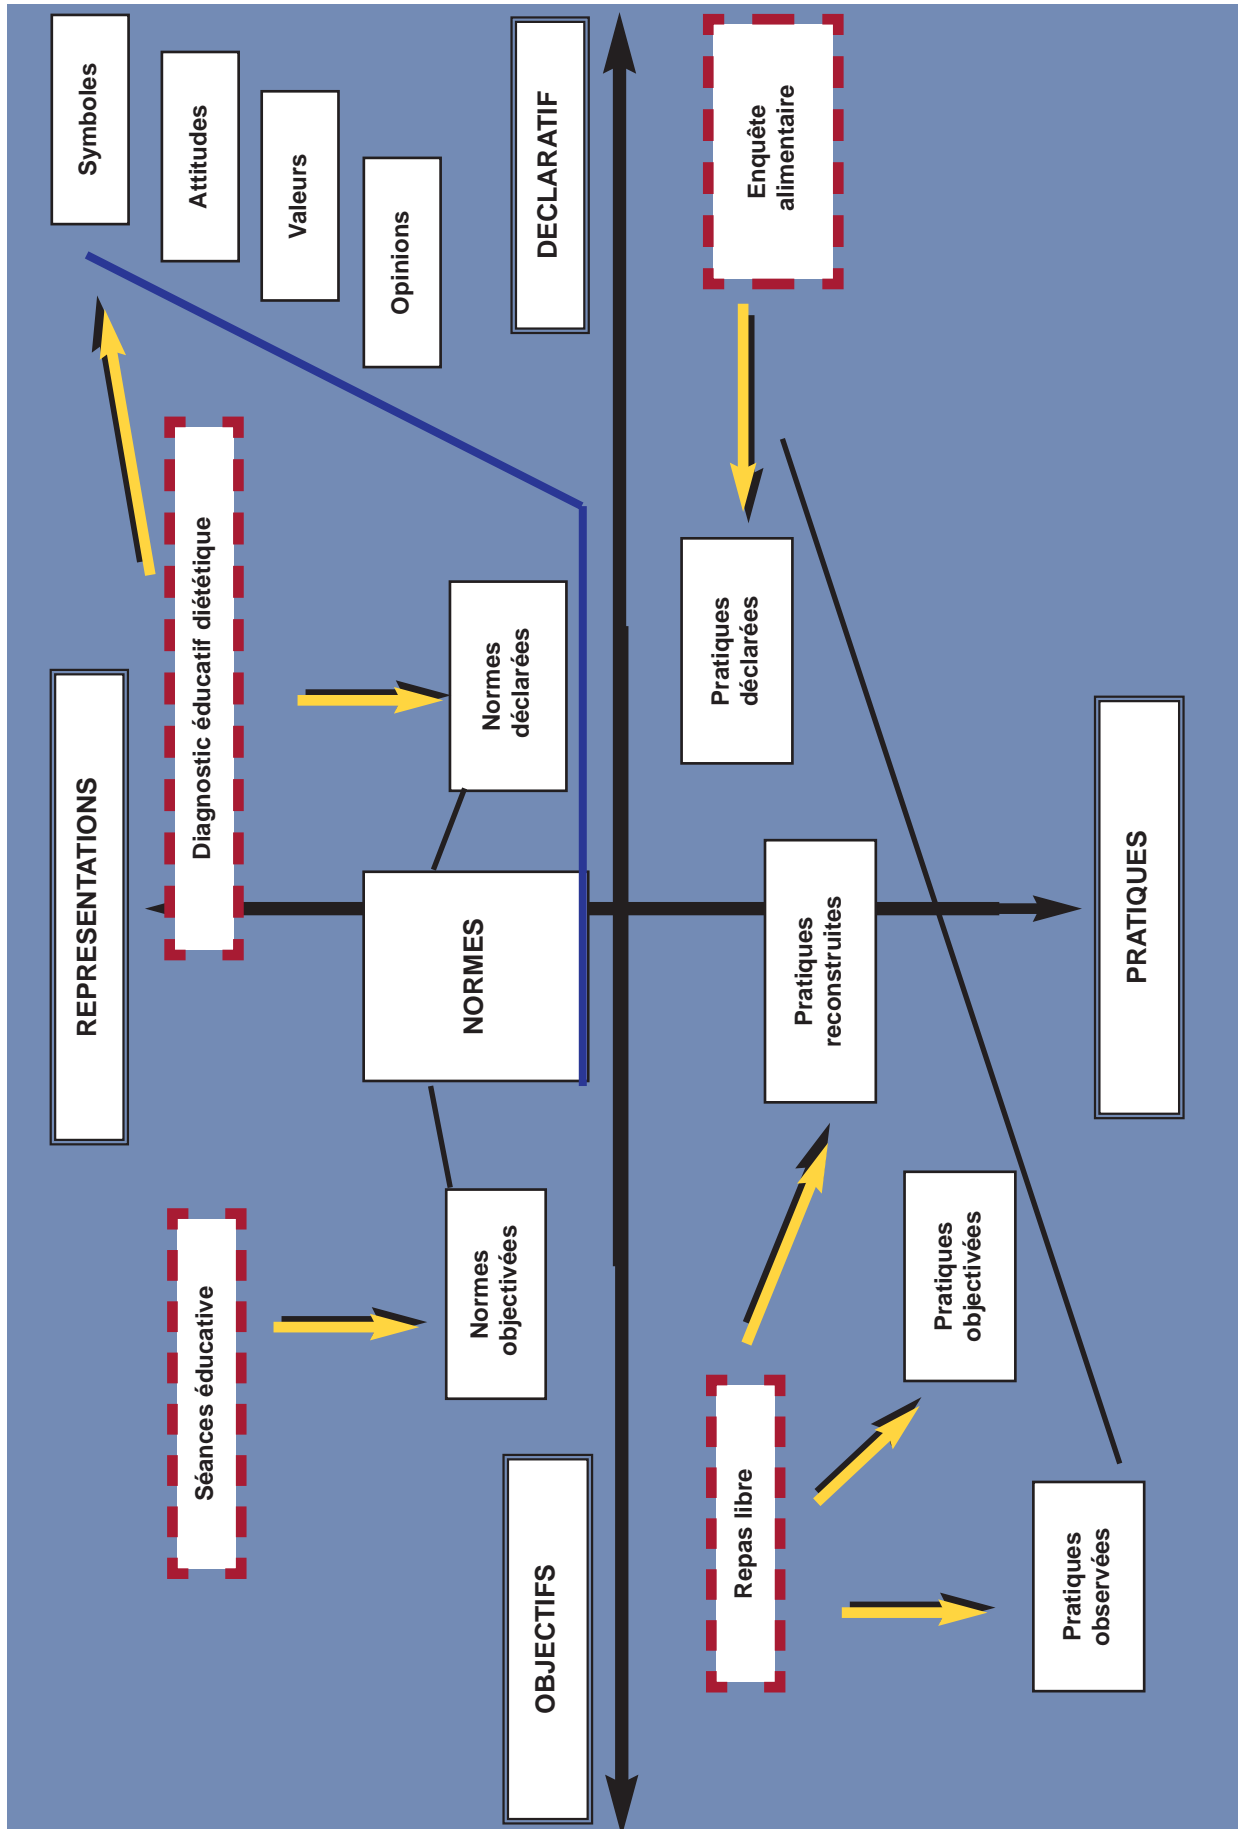 REPRESENTATIONS
Symboles
Séances éducative
Diagnostic éducatif diététique
Attitudes
Valeurs
Opinions
NORMES
Normes
objectivées
Normes
déclarées
OBJECTIFS
DECLARATIF
Repas libre
Pratiques
déclarées
Enquête
alimentaire
Pratiques
reconstruites
Pratiques
objectivées
Pratiques
observées
PRATIQUES